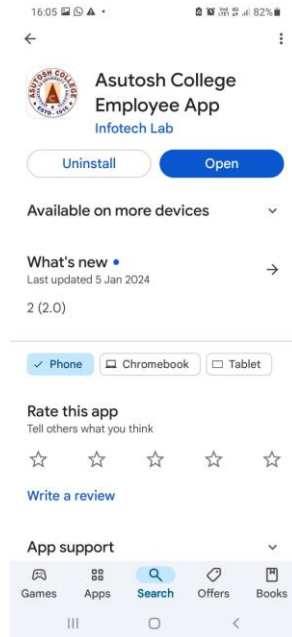 16:05
82%
Asutosh College
Employee App
Infotech Lab
Uninstall
Open
Available on more devices
What's new
Last updated 5 Jan 2024
2 (2.0)
Phone
Chromebook
Tablet
Rate this app
Tell others what you think
Write a review
App support
Games
Apps
Search
Offers
Books